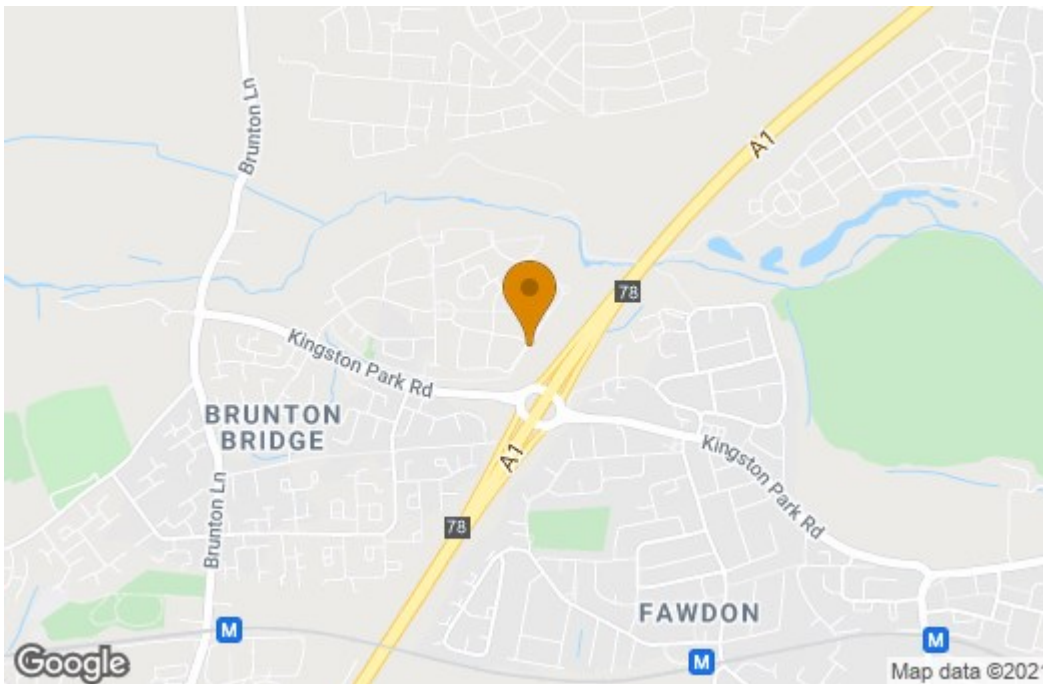 Brunton Ln
A1
78
Kingston Park Rd
BRUNTON
BRIDGE
A1
Kingston Park Rd
Brunton Ln
78
FAWDON
M
M
M
Google
Map data ©2021